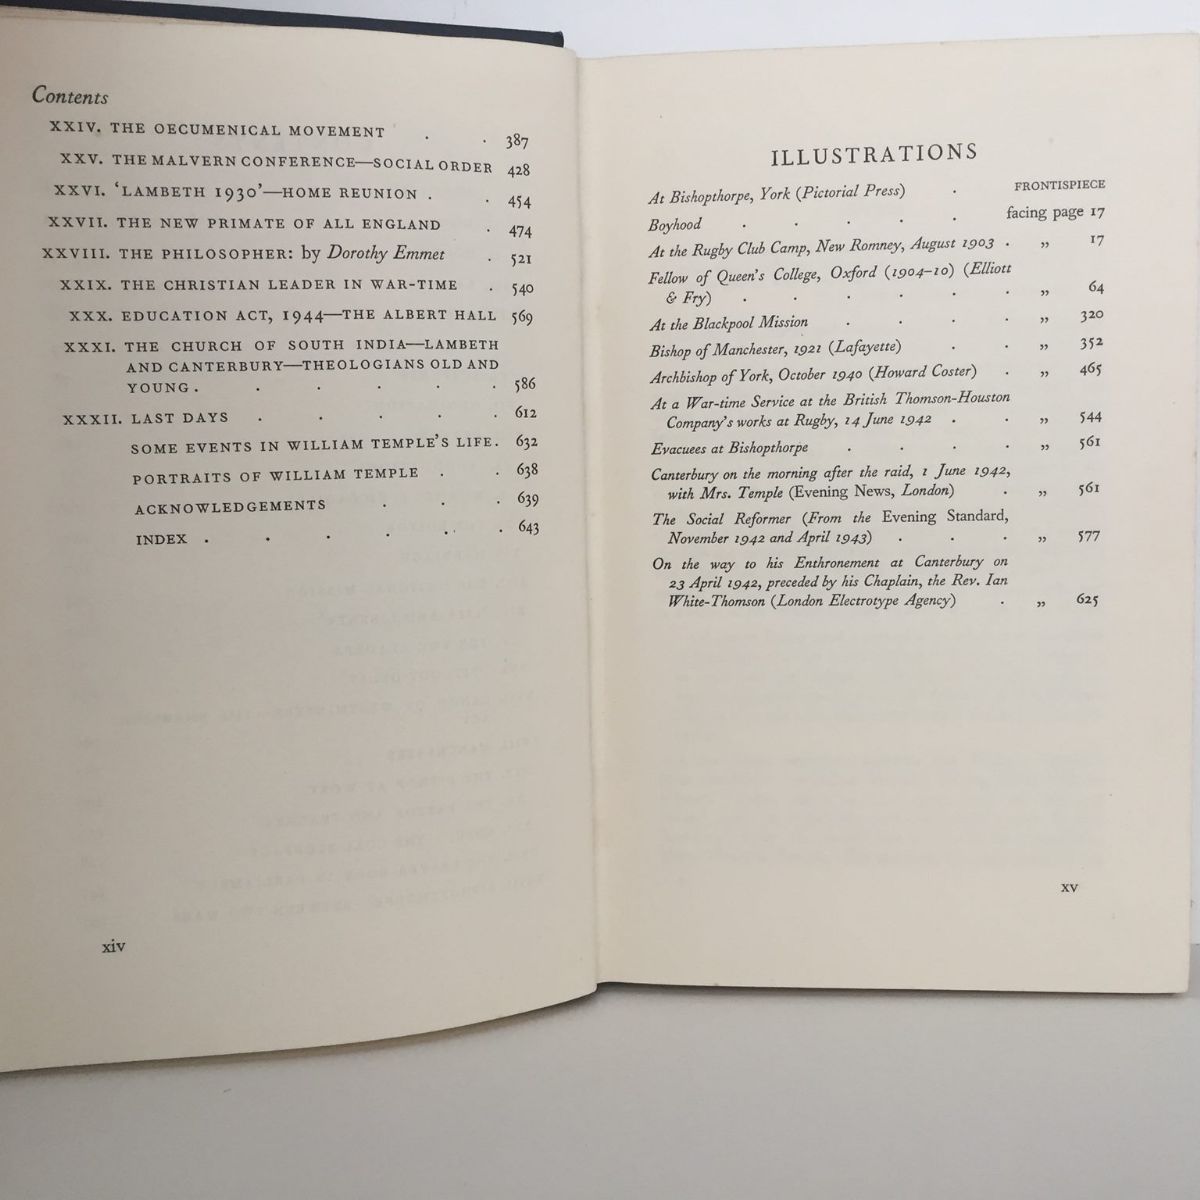 Contents
XXIV. THE OECUMENICAL MOVEMENT . . 387
XXV. THE MALVERN CONFERENCE—SOCIAL ORDER 428
XXVI. ‘LAMBETH 1930’—HOME REUNION . . 454
XXVII. THE NEW PRIMATE OF ALL ENGLAND . 474
XXVIII. THE PHILOSOPHER: by Dorothy Emmet . 521
XXIX. THE CHRISTIAN LEADER IN WAR-TIME . 540
XXX. EDUCATION ACT, 1944—THE ALBERT HALL 569
XXXI. THE CHURCH OF SOUTH INDIA—LAMBETH
AND CANTERBURY—THEOLOGIANS OLD AND
YOUNG . . . . . . 586
XXXII. LAST DAYS . . . . . 612
SOME EVENTS IN WILLIAM TEMPLE'S LIFE . 632
PORTRAITS OF WILLIAM TEMPLE . . 638
ACKNOWLEDGEMENTS . . . 639
INDEX . . . . . . 643
xiv
ILLUSTRATIONS
At Bishopthorpe, York (Pictorial Press) . FRONTISPIECE
Boyhood . . . . . facing page 17
At the Rugby Club Camp, New Romney, August 1903 . ,, 17
Fellow of Queen's College, Oxford (1904–10) (Elliott
& Fry) . . . . . . ,, 64
At the Blackpool Mission . . . . ,, 320
Bishop of Manchester, 1921 (Lafayette) . . ,, 352
Archbishop of York, October 1940 (Howard Coster) . ,, 465
At a War-time Service at the British Thomson-Houston
Company's works at Rugby, 14 June 1942 . . ,, 544
Evacuees at Bishopthorpe . . . . ,, 561
Canterbury on the morning after the raid, 1 June 1942,
with Mrs. Temple (Evening News, London) . ,, 561
The Social Reformer (From the Evening Standard,
November 1942 and April 1943) . . . ,, 577
On the way to his Enthronement at Canterbury on
23 April 1942, preceded by his Chaplain, the Rev. Ian
White-Thomson (London Electrotype Agency) . ,, 625
xv